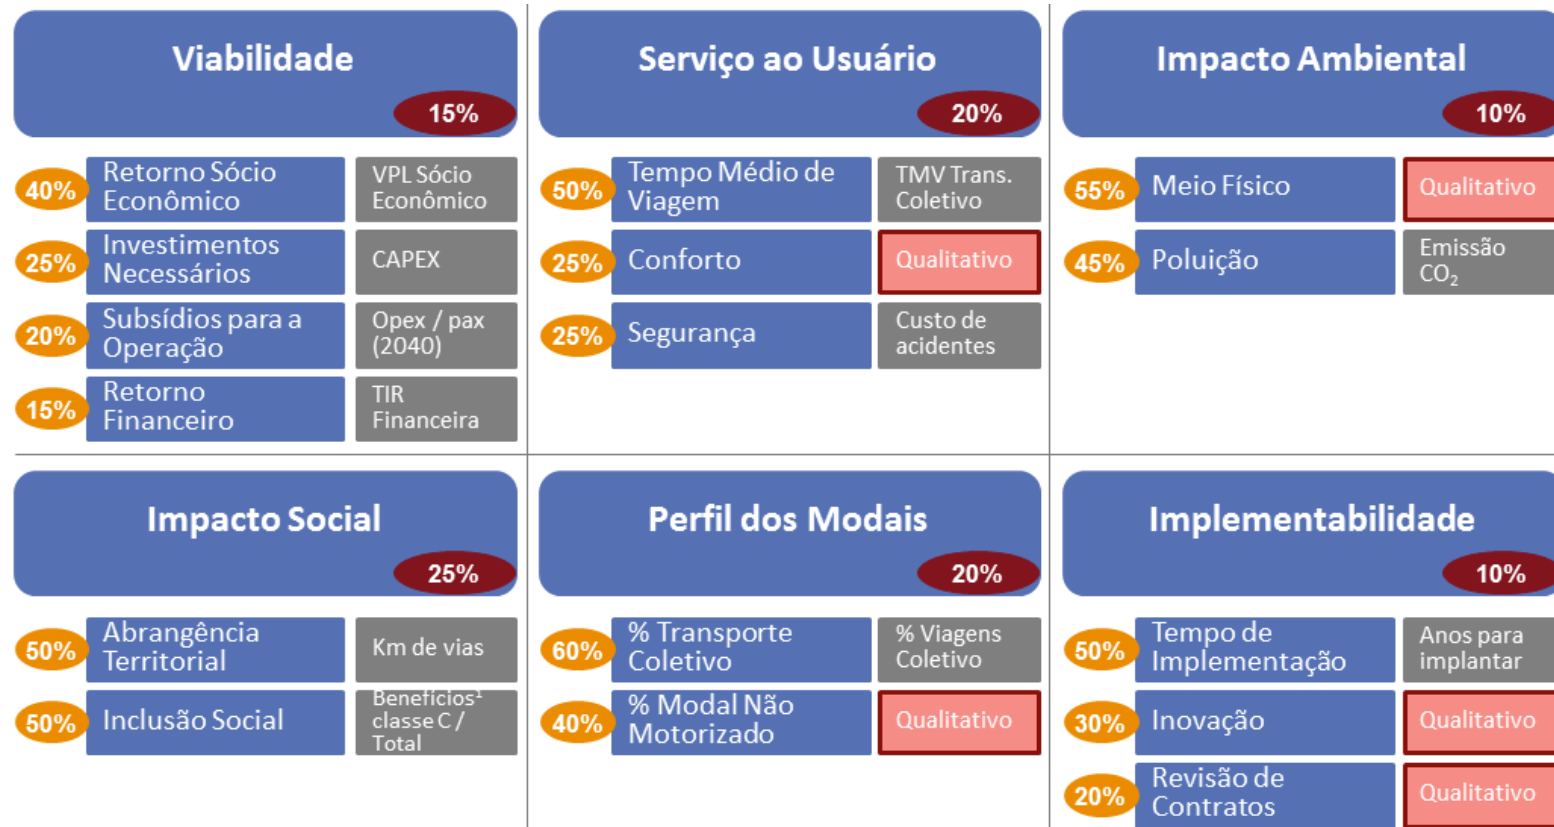 Viabilidade
15%
40%
Retorno Sócio
Econômico
VPL Sócio
Econômico
25%
Investimentos
Necessários
CAPEX
20%
Subsídios para a
Operação
Opex / pax
(2040)
15%
Retorno
Financeiro
TIR
Financeira
Serviço ao Usuário
20%
50%
Tempo Médio de
Viagem
TMV Trans.
Coletivo
25%
Conforto
Qualitativo
25%
Segurança
Custo de
acidentes
Impacto Ambiental
10%
55%
Meio Físico
Qualitativo
45%
Poluição
Emissão
CO₂
Impacto Social
25%
50%
Abrangência
Territorial
Km de vias
50%
Inclusão Social
Benefícios¹
classe C /
Total
Perfil dos Modais
20%
60%
% Transporte
Coletivo
% Viagens
Coletivo
40%
% Modal Não
Motorizado
Qualitativo
Implementabilidade
10%
50%
Tempo de
Implementação
Anos para
implantar
30%
Inovação
Qualitativo
20%
Revisão de
Contratos
Qualitativo